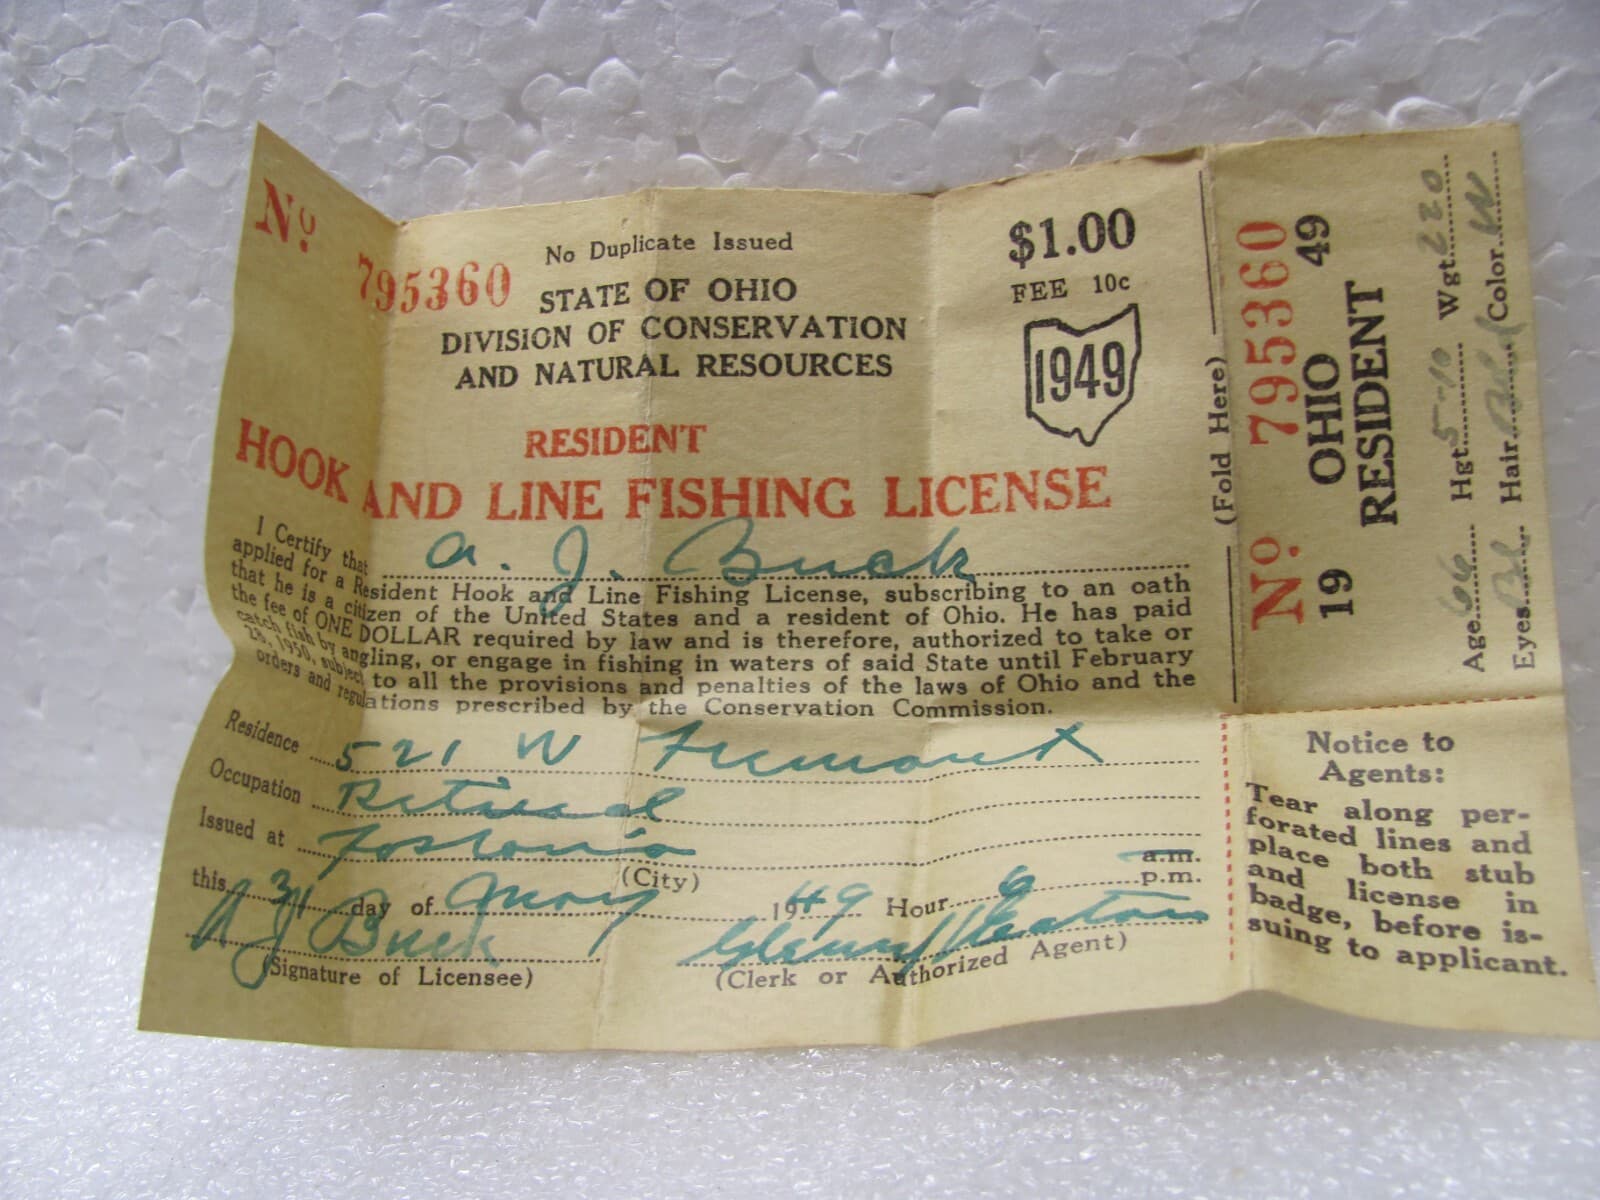 No. 795360
No Duplicate Issued
STATE OF OHIO
DIVISION OF CONSERVATION
AND NATURAL RESOURCES
$1.00
FEE 10c
1949
RESIDENT
HOOK AND LINE FISHING LICENSE
I Certify that A. J. Buck
applied for a Resident Hook and Line Fishing License, subscribing to an oath
that he is a citizen of the United States and a resident of Ohio. He has paid
the fee of ONE DOLLAR required by law and is therefore, authorized to take or
catch fish by angling, or engage in fishing in waters of said State until February
28, 1950, subject to all the provisions and penalties of the laws of Ohio and the
orders and regulations prescribed by the Conservation Commission.
Residence 521 W Fremont
Occupation Retired
Issued at Fostoria
(City)
a.m.
this 31 day of May 1949 Hour 6 p.m.
A J Buck
(Signature of Licensee)
(Clerk or Authorized Agent)
(Fold Here)
No. 795360
19 OHIO 49
RESIDENT
Age 66 Hgt 5-10 Wgt. 220
Eyes Bl Hair Color W
Notice to
Agents:
Tear along per-
forated lines and
place both stub
and license in
badge, before is-
suing to applicant.